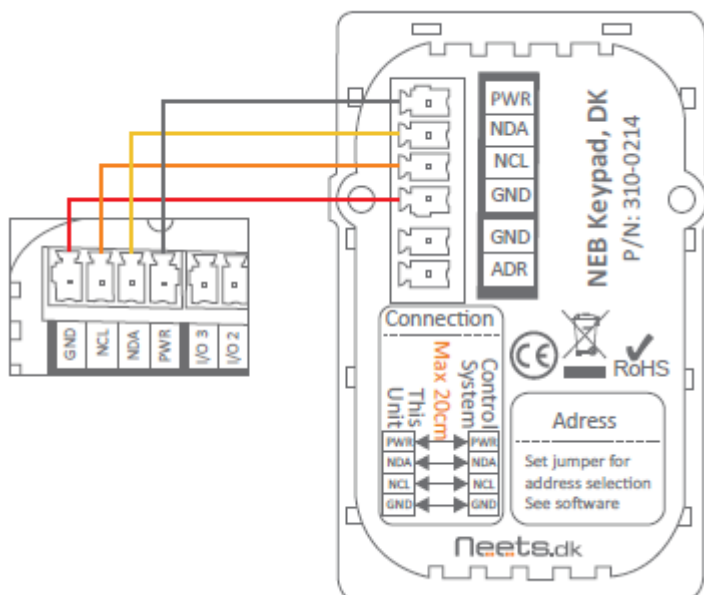 PWR
NDA
NCL
GND
GND
ADR
NEB Keypad, DK
P/N: 310-0214
GND
NCL
NDA
PWR
I/O 3
I/O 2
Connection
Control System
Max 20cm
This Unit
PWR PWR
NDA NDA
NCL NCL
GND GND
CE
RoHS
Adress
Set jumper for
address selection
See software
neets.dk